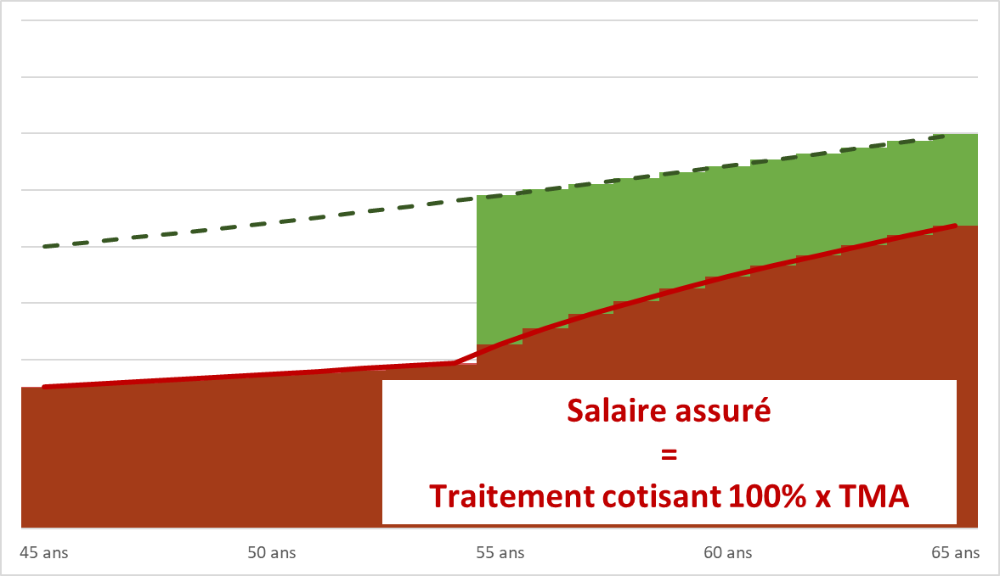 Salaire assuré
=
Traitement cotisant 100% x TMA
45 ans
50 ans
55 ans
60 ans
65 ans